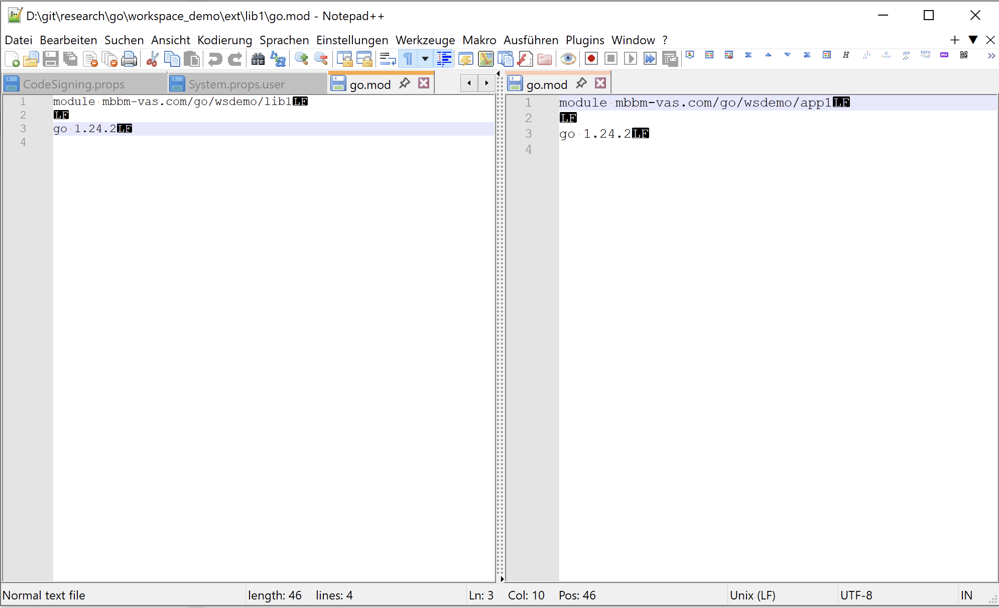 D:\git\research\go\workspace_demo\ext\lib1\go.mod - Notepad++
Datei Bearbeiten Suchen Ansicht Kodierung Sprachen Einstellungen Werkzeuge Makro Ausführen Plugins Window ?
CodeSigning.props
System.props.user
go.mod
1 module mbbm-vas.com/go/wsdemo/lib1LF
2 LF
3 go 1.24.2LF
4
go.mod
1 module mbbm-vas.com/go/wsdemo/app1LF
2 LF
3 go 1.24.2LF
4
Normal text file length: 46 lines: 4 Ln: 3 Col: 10 Pos: 46 Unix (LF) UTF-8 IN